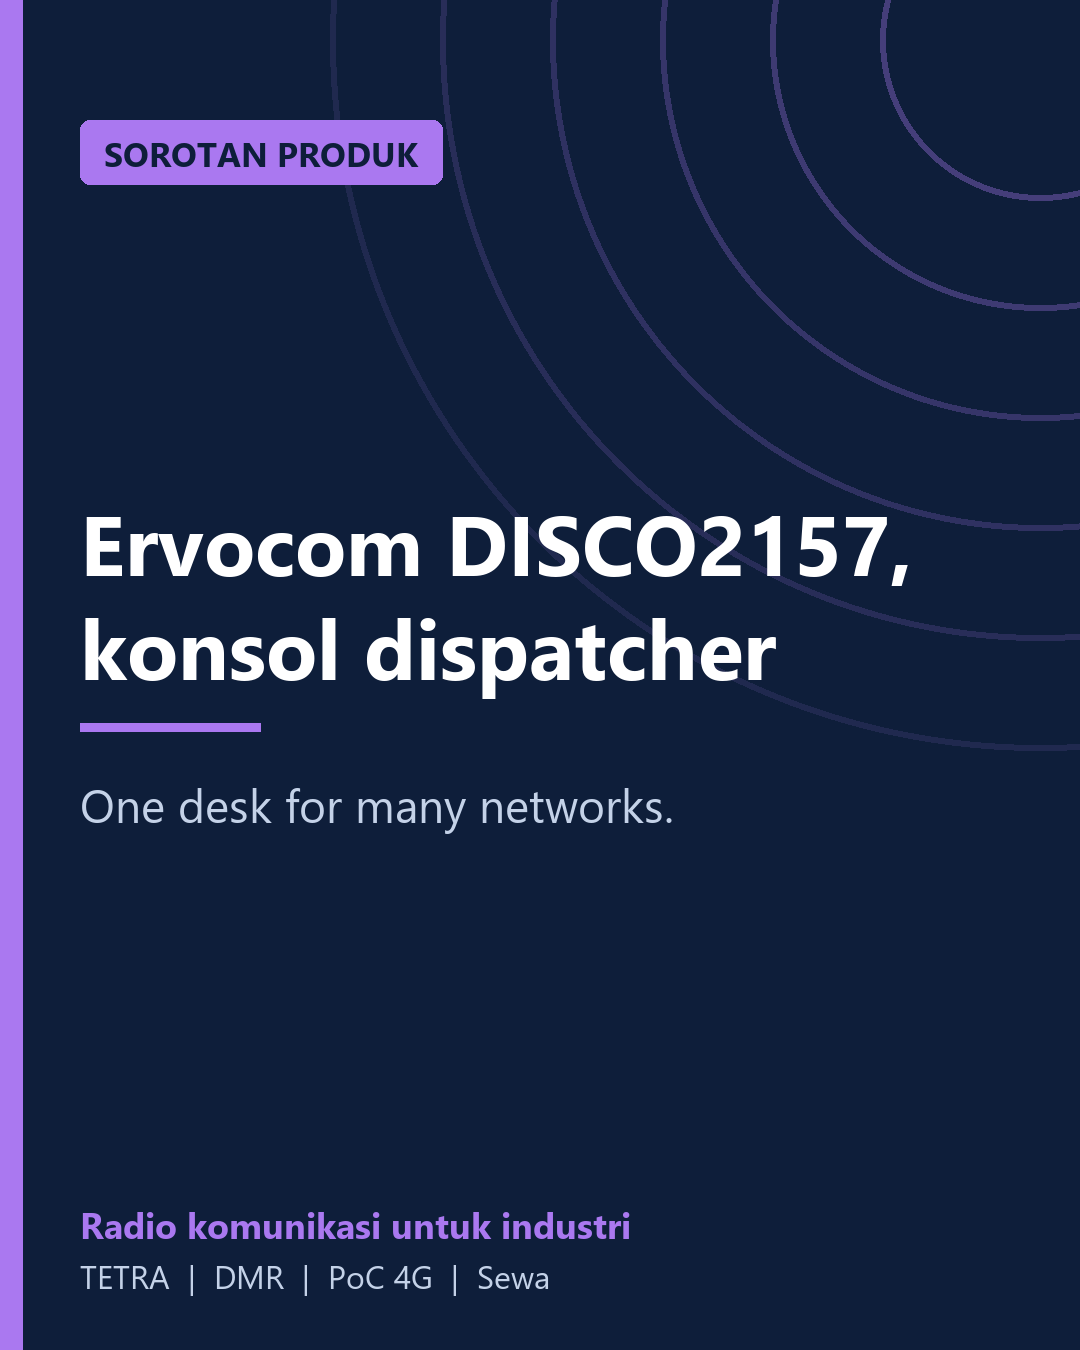 SOROTAN PRODUK
Ervocom DISCO2157,
konsol dispatcher
One desk for many networks.
Radio komunikasi untuk industri
TETRA | DMR | PoC 4G | Sewa